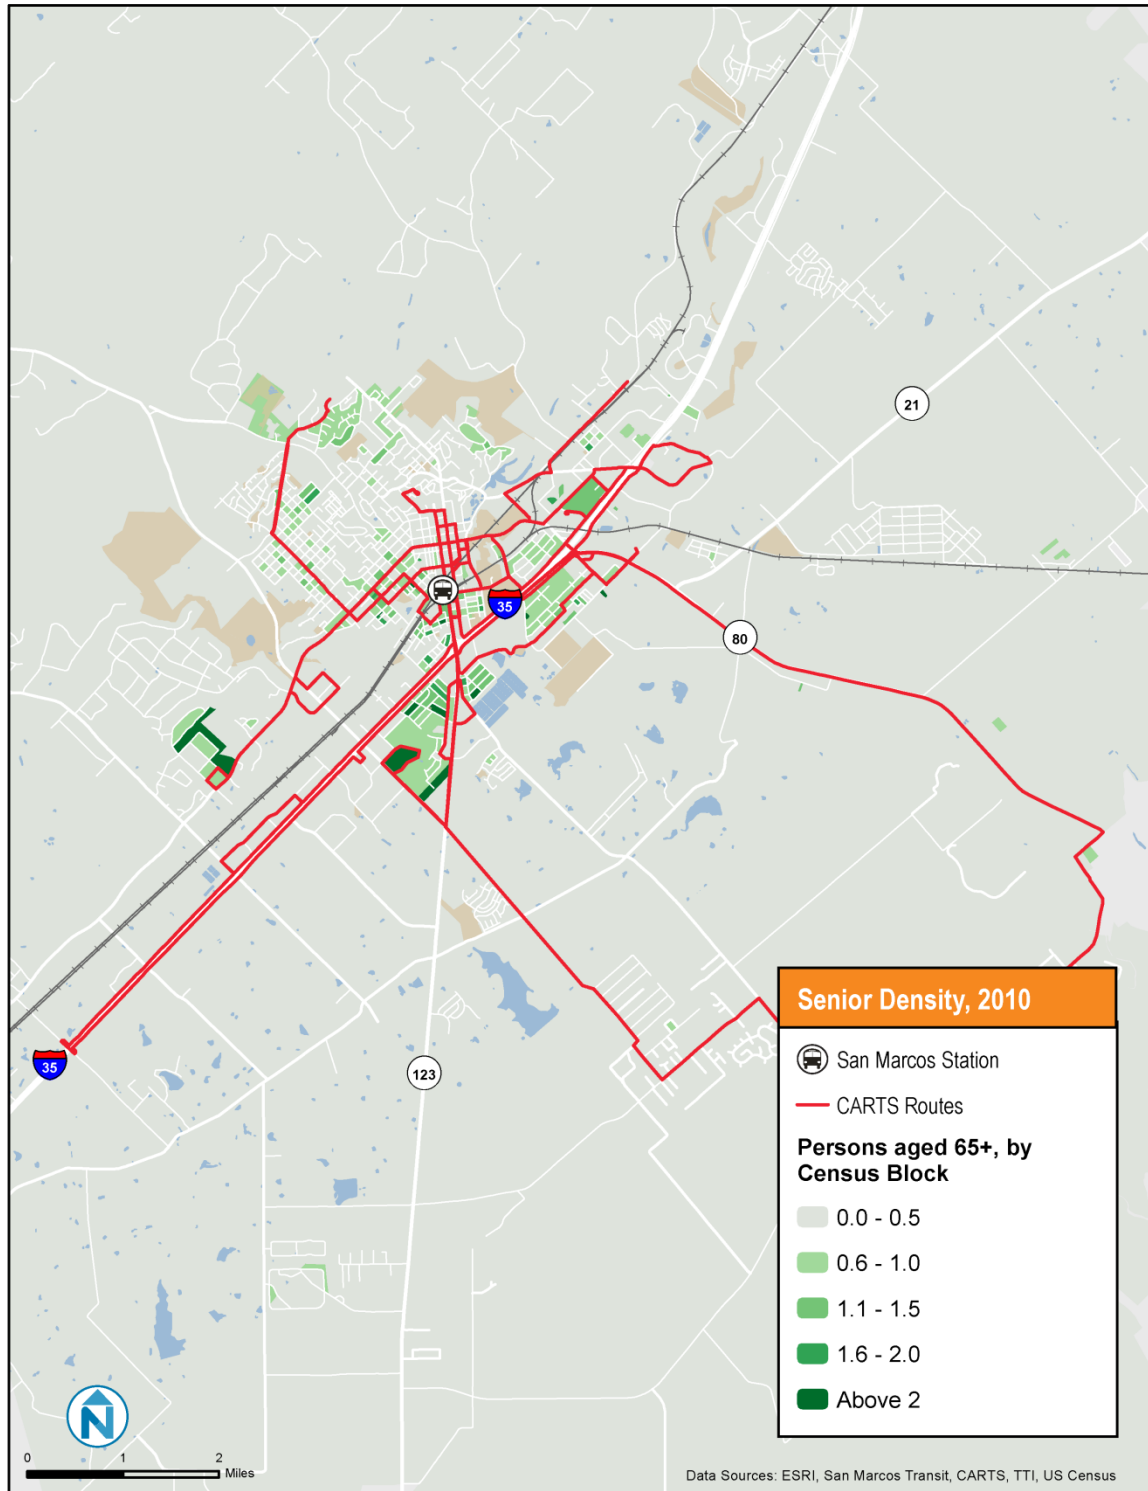 21
35
80
35
123
Senior Density, 2010
San Marcos Station
CARTS Routes
Persons aged 65+, by
Census Block
0.0 - 0.5
0.6 - 1.0
1.1 - 1.5
1.6 - 2.0
Above 2
N
0 1 2
Miles
Data Sources: ESRI, San Marcos Transit, CARTS, TTI, US Census